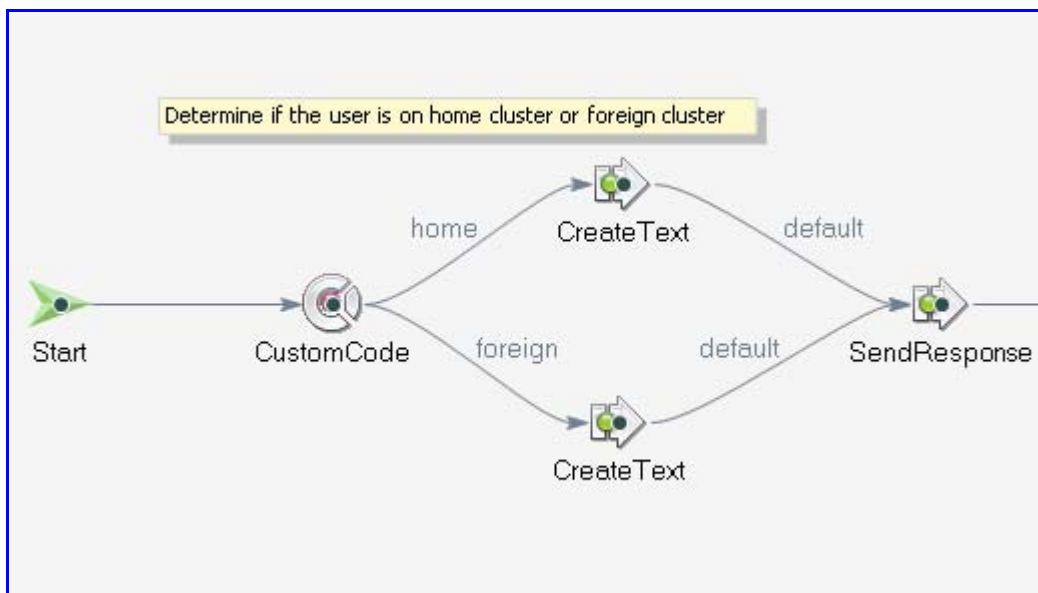 Determine if the user is on home cluster or foreign cluster
CreateText
home
default
Start
CustomCode
SendResponse
foreign
default
CreateText